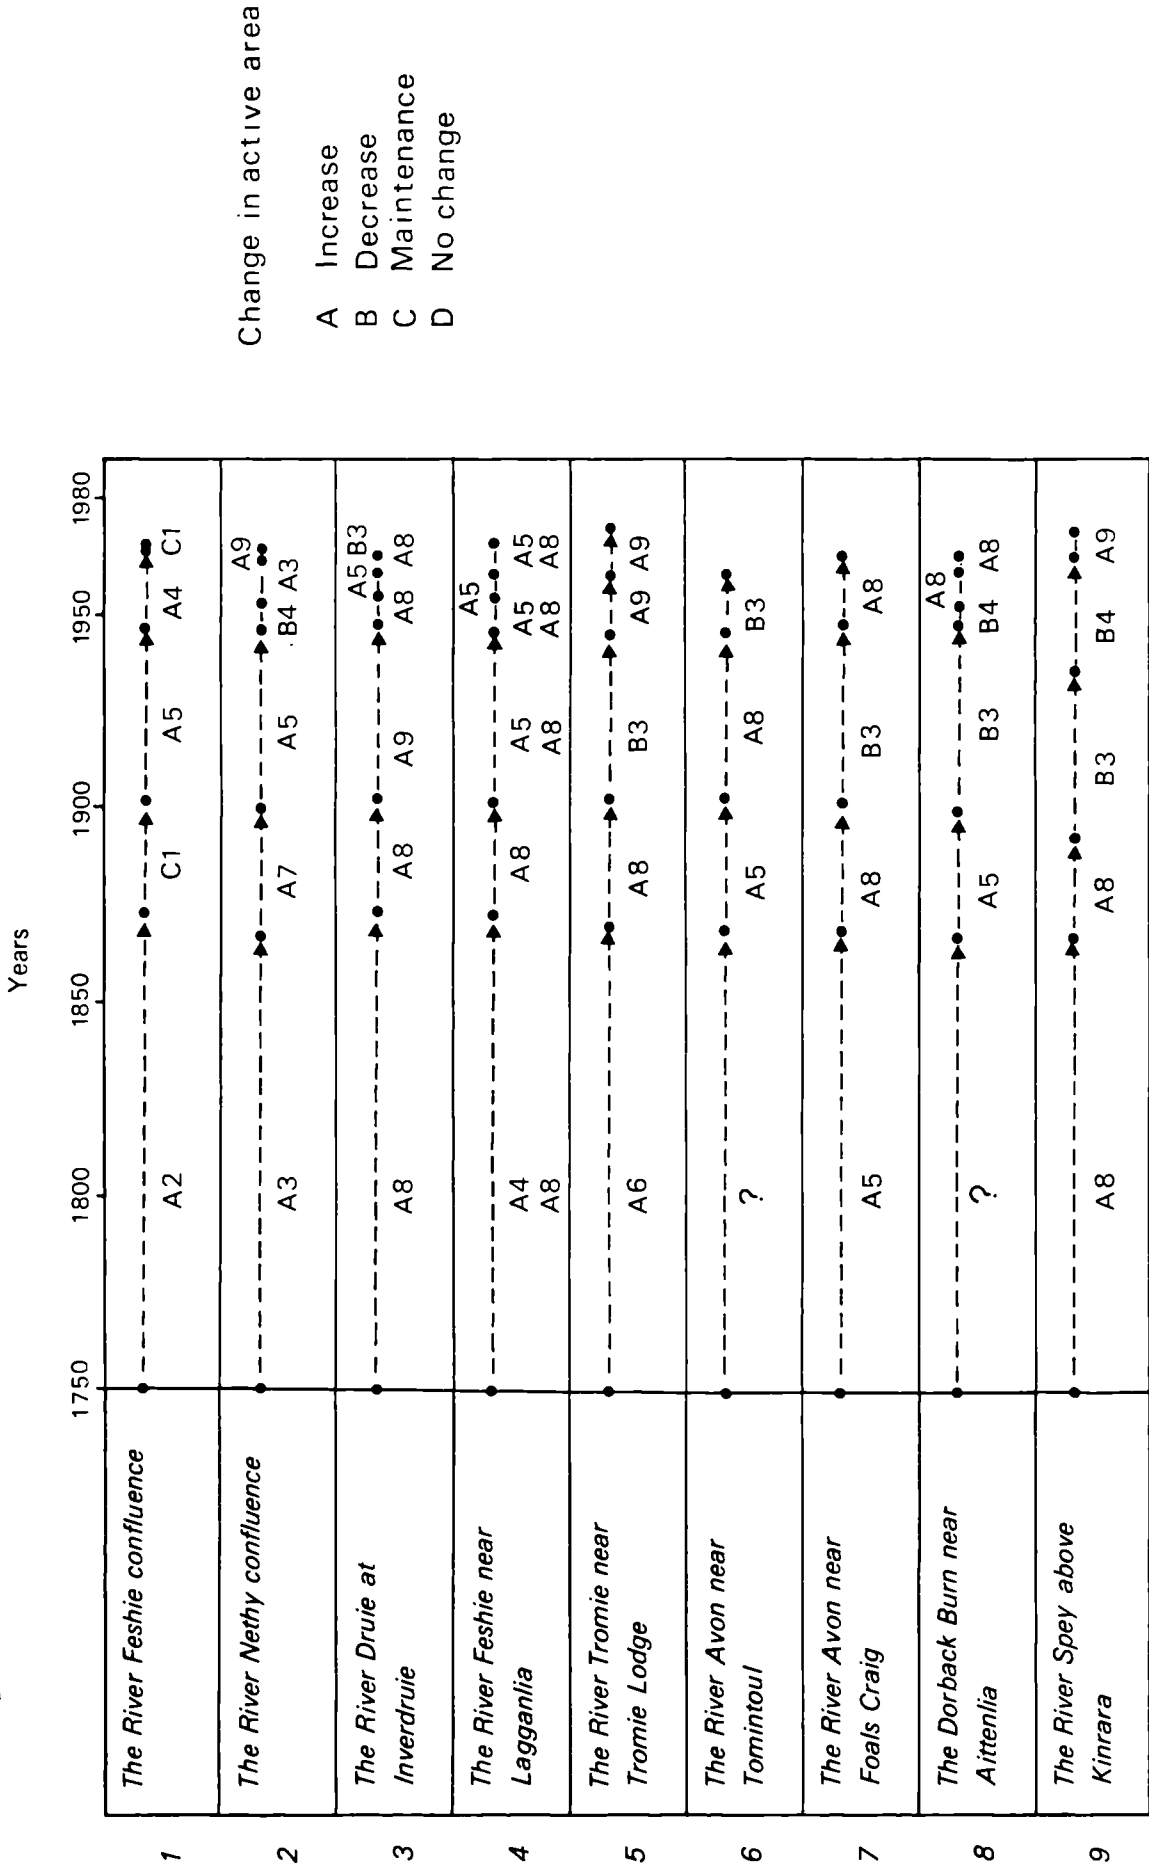 Years
1750 1800 1850 1900 1950 1980
1 The River Feshie confluence
A2 C1 A5 A4 C1
2 The River Nethy confluence
A9
A3 A7 A5 B4 A3
3 The River Druie at
Inverdruie
A5 B3
A8 A8 A9 A8 A8
4 The River Feshie near
Lagganlia
A5
A4 A8 A5 A5 A5
A8 A8 A8 A8
5 The River Tromie near
Tromie Lodge
A6 A8 B3 A9 A9
6 The River Avon near
Tomintoul
? A5 A8 B3
7 The River Avon near
Foals Craig
A5 A8 B3 A8
8 The Dorback Burn near
Aittenlia
A8
? A5 B3 B4 A8
9 The River Spey above
Kinrara
A8 A8 B3 B4 A9
Change in active area
A Increase
B Decrease
C Maintenance
D No change